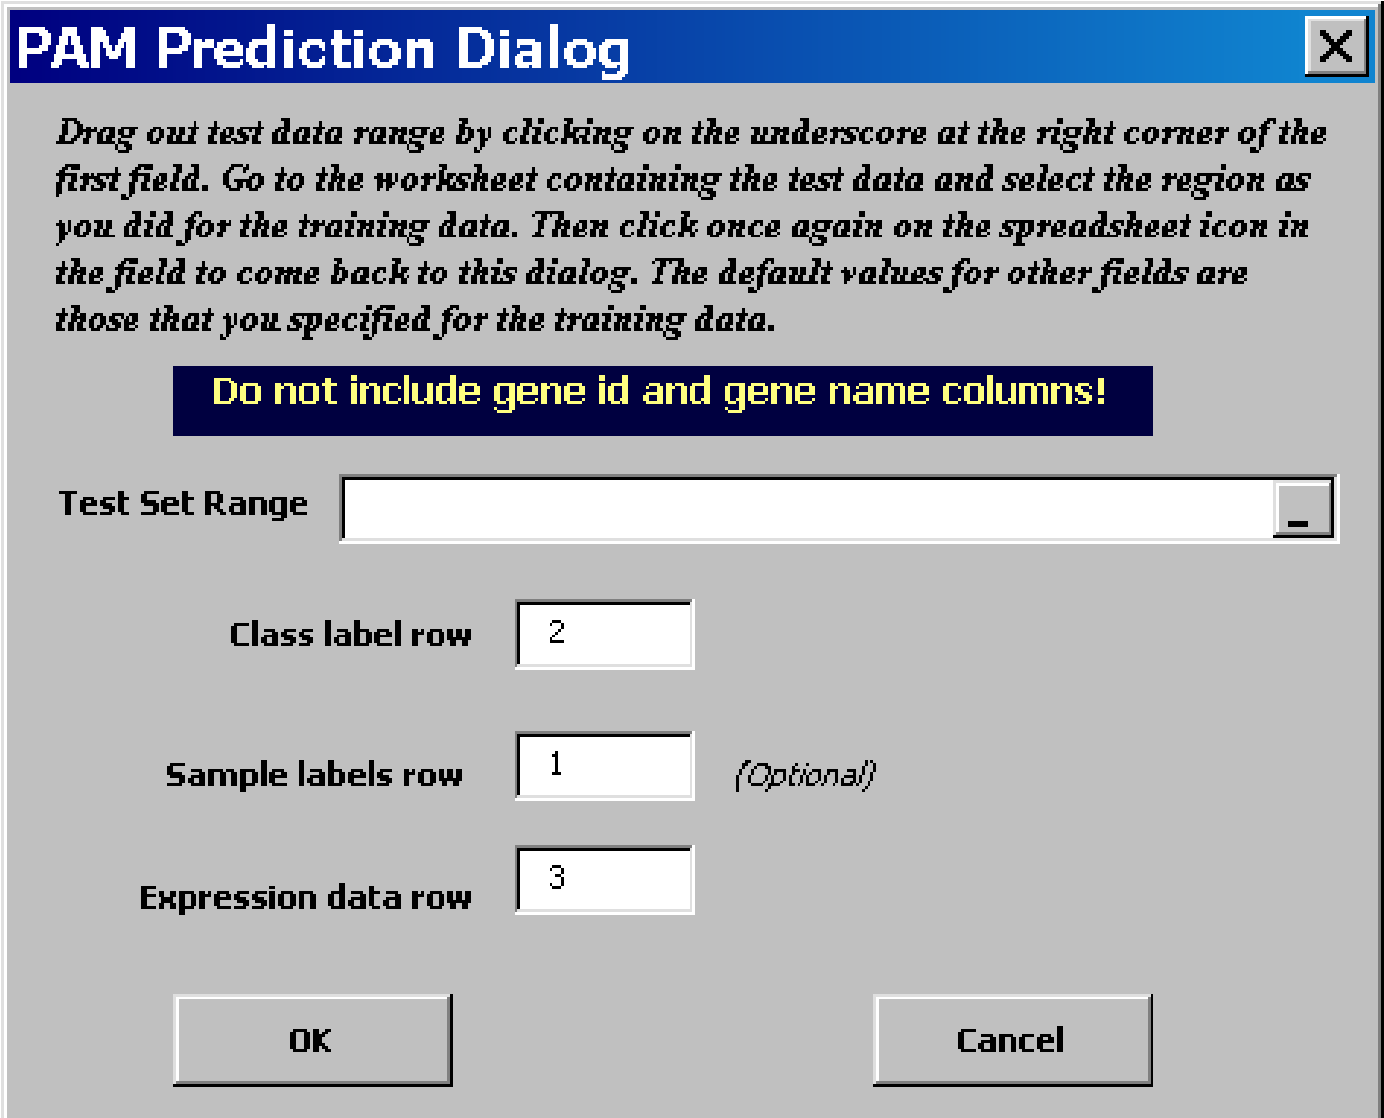 PAM Prediction Dialog
Drag out test data range by clicking on the underscore at the right corner of the
first field. Go to the worksheet containing the test data and select the region as
you did for the training data. Then click once again on the spreadsheet icon in
the field to come back to this dialog. The default values for other fields are
those that you specified for the training data.
Do not include gene id and gene name columns!
Test Set Range _
Class label row 2
Sample labels row 1 (Optional)
Expression data row 3
OK Cancel